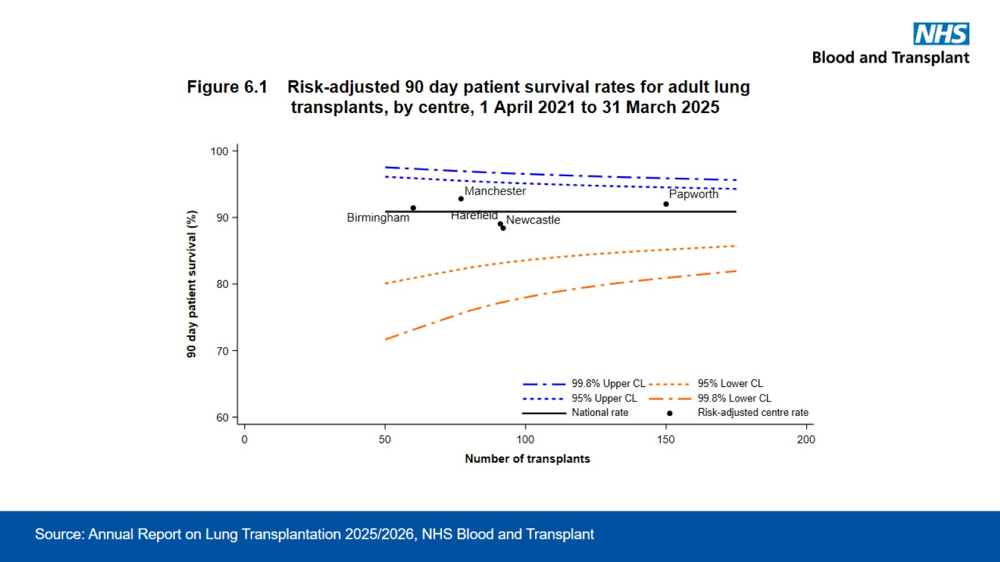 NHS
Blood and Transplant
Figure 6.1 Risk-adjusted 90 day patient survival rates for adult lung
transplants, by centre, 1 April 2021 to 31 March 2025
100
90
80
70
60
90 day patient survival (%)
Manchester
Papworth
Birmingham
Harefield
Newcastle
99.8% Upper CL
95% Lower CL
95% Upper CL
99.8% Lower CL
National rate
Risk-adjusted centre rate
0
50
100
150
200
Number of transplants
Source: Annual Report on Lung Transplantation 2025/2026, NHS Blood and Transplant